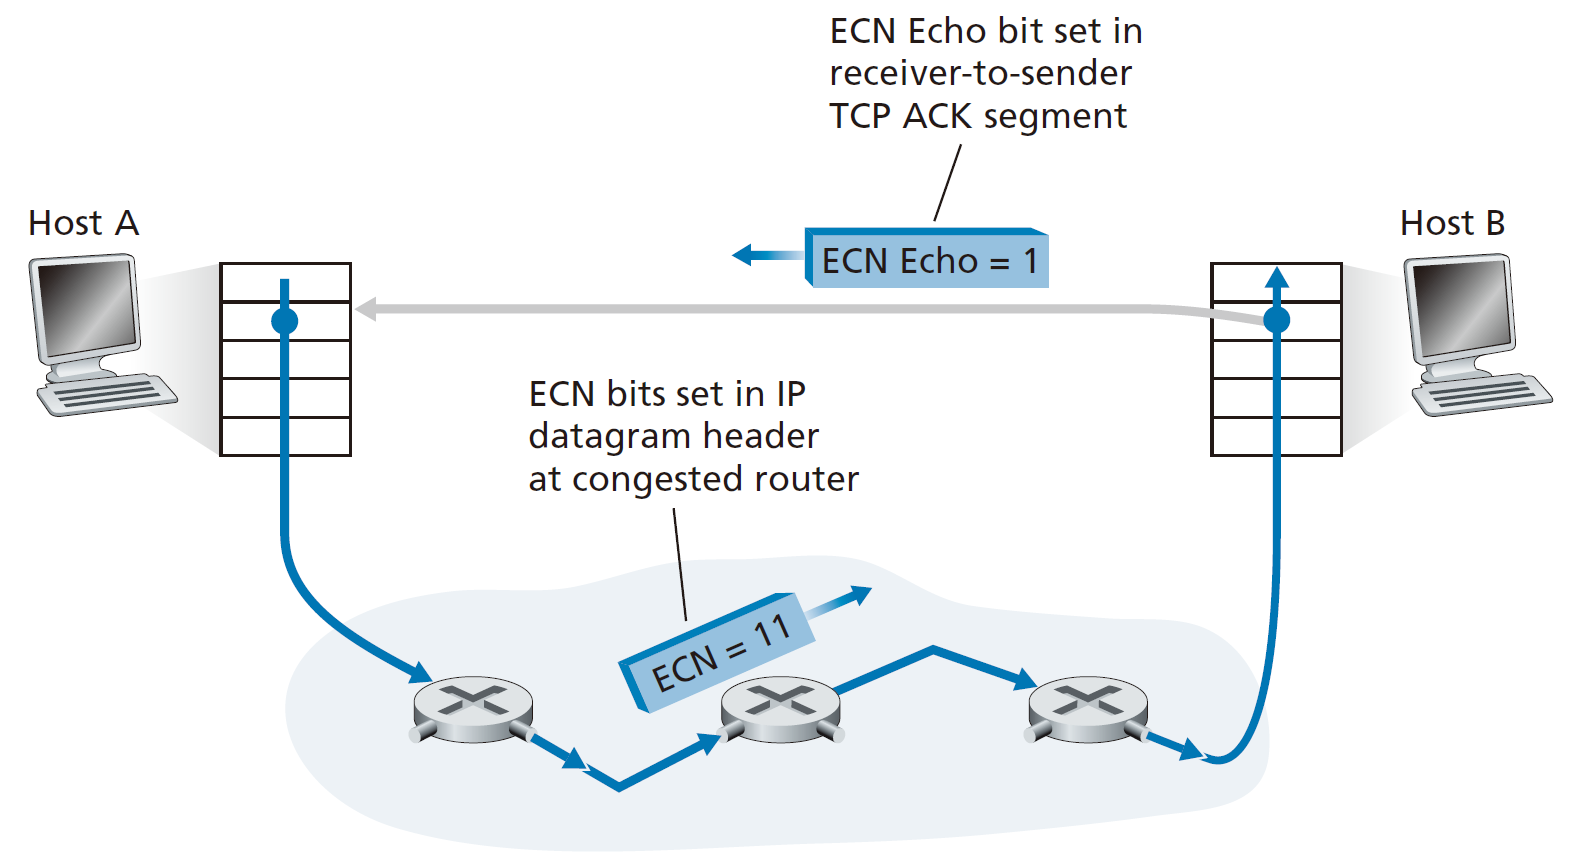 ECN Echo bit set in
receiver-to-sender
TCP ACK segment
Host A
Host B
ECN Echo = 1
ECN bits set in IP
datagram header
at congested router
ECN = 11